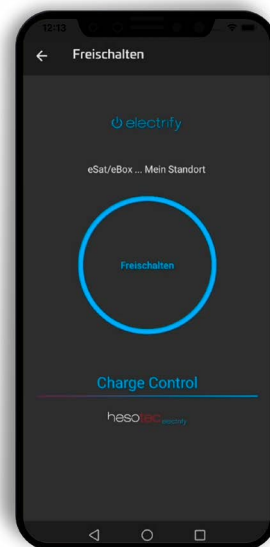 12:13
Freischalten
electrify
eSat/eBox ... Mein Standort
Freischalten
Charge Control
hesotec electrify